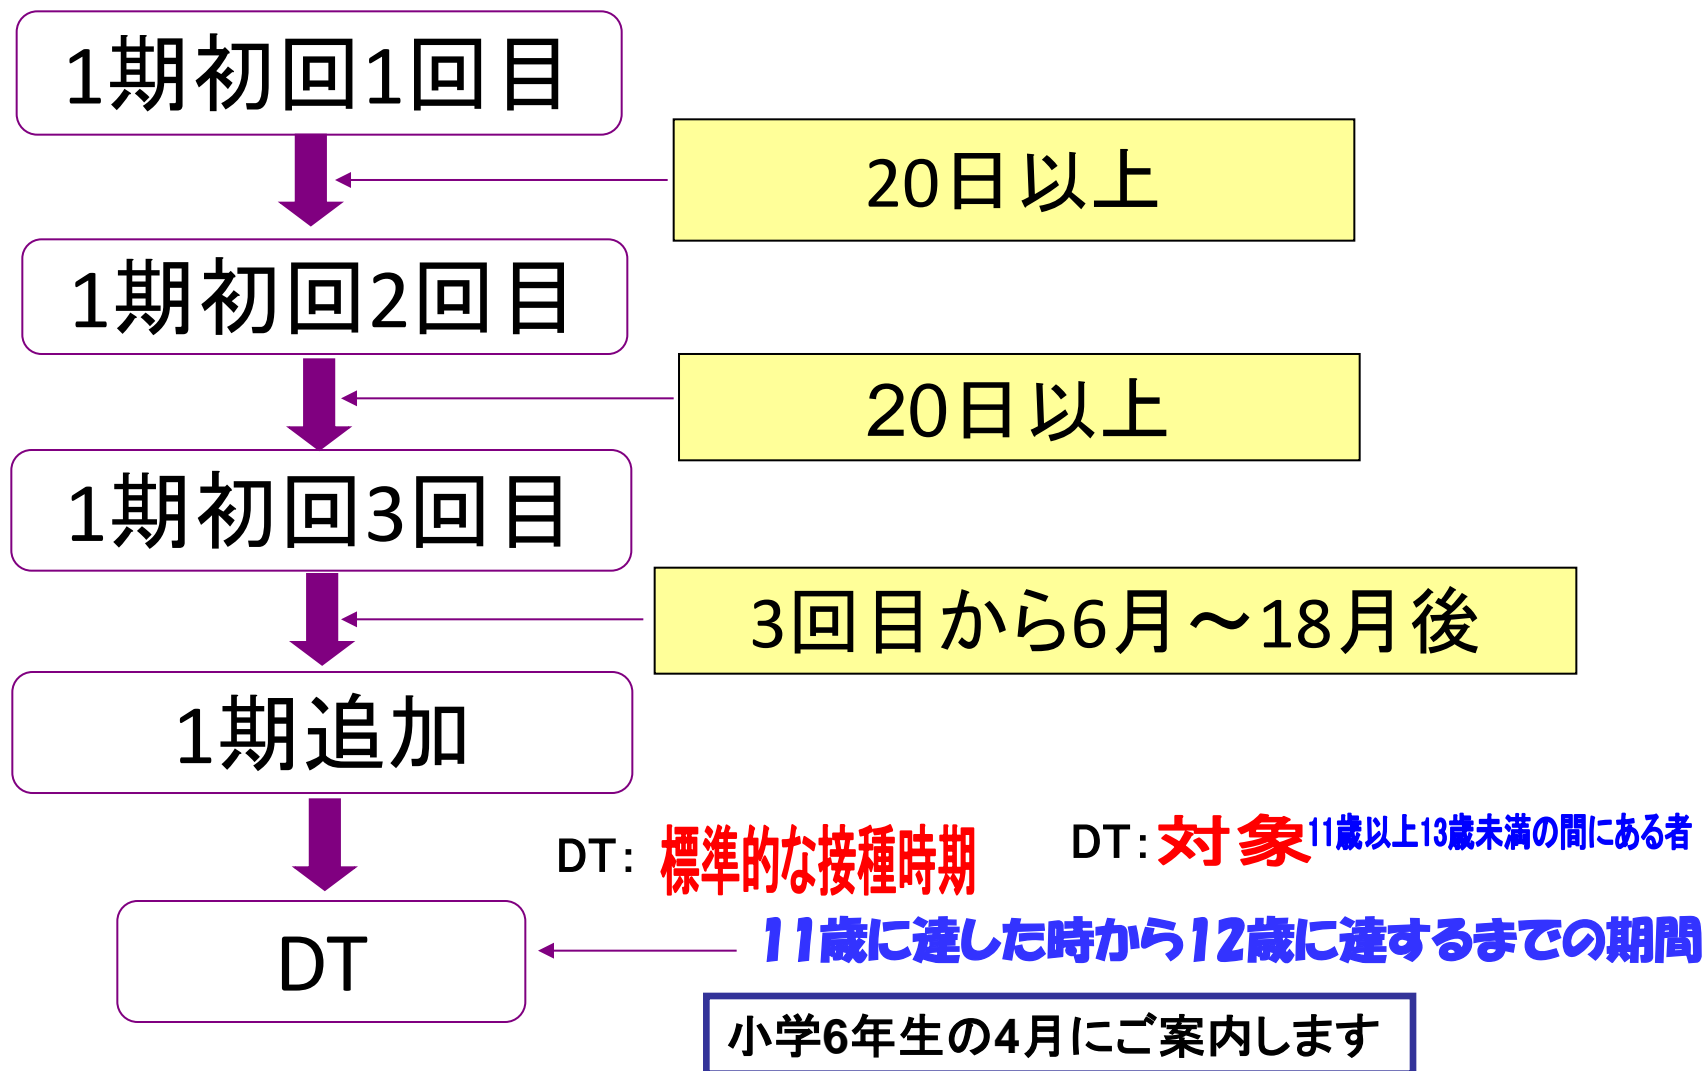 1期初回1回目
20日以上
1期初回2回目
20日以上
1期初回3回目
3回目から6月～18月後
1期追加
DT： 標準的な接種時期
DT：対象11歳以上13歳未満の間にある者
DT
11歳に達した時から12歳に達するまでの期間
小学6年生の4月にご案内します